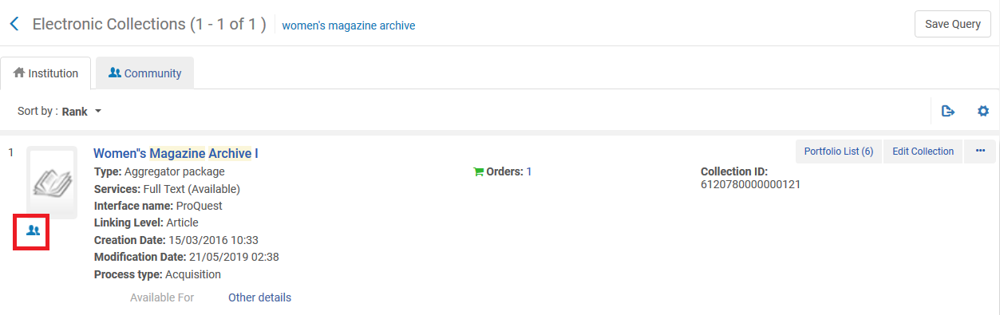 Electronic Collections (1 - 1 of 1 ) women's magazine archive Save Query
Institution Community
Sort by : Rank
1 Women"s Magazine Archive I Portfolio List (6) Edit Collection ...
Type: Aggregator package Orders: 1 Collection ID:
Services: Full Text (Available) 6120780000000121
Interface name: ProQuest
Linking Level: Article
Creation Date: 15/03/2016 10:33
Modification Date: 21/05/2019 02:38
Process type: Acquisition
Available For Other details